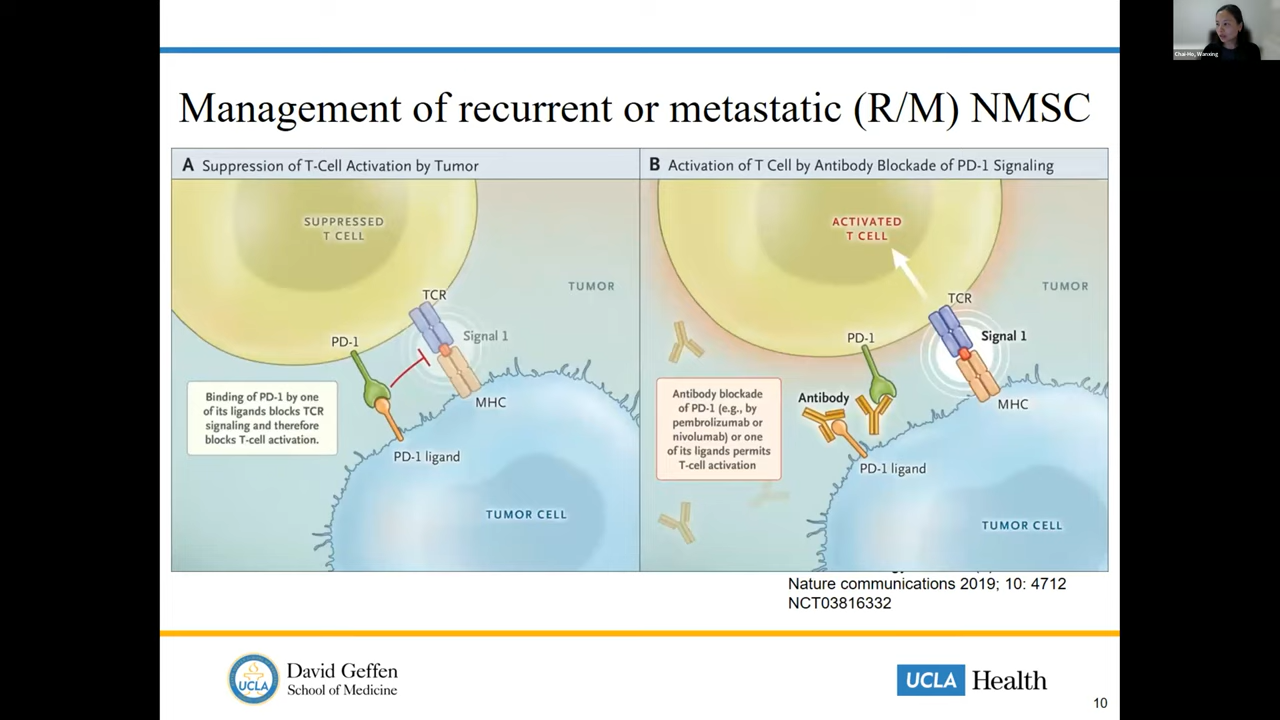 Chai-Ho, Wanxing
Management of recurrent or metastatic (R/M) NMSC
A Suppression of T-Cell Activation by Tumor
SUPPRESSED
T CELL
TUMOR
TCR
Signal 1
PD-1
MHC
Binding of PD-1 by one
of its ligands blocks TCR
signaling and therefore
blocks T-cell activation.
PD-1 ligand
TUMOR CELL
B Activation of T Cell by Antibody Blockade of PD-1 Signaling
ACTIVATED
T CELL
TUMOR
TCR
Signal 1
PD-1
MHC
Antibody
Antibody blockade
of PD-1 (e.g., by
pembrolizumab or
nivolumab) or one
of its ligands permits
T-cell activation
PD-1 ligand
TUMOR CELL
Nature communications 2019; 10: 4712
NCT03816332
UCLA
David Geffen
School of Medicine
UCLA Health
10